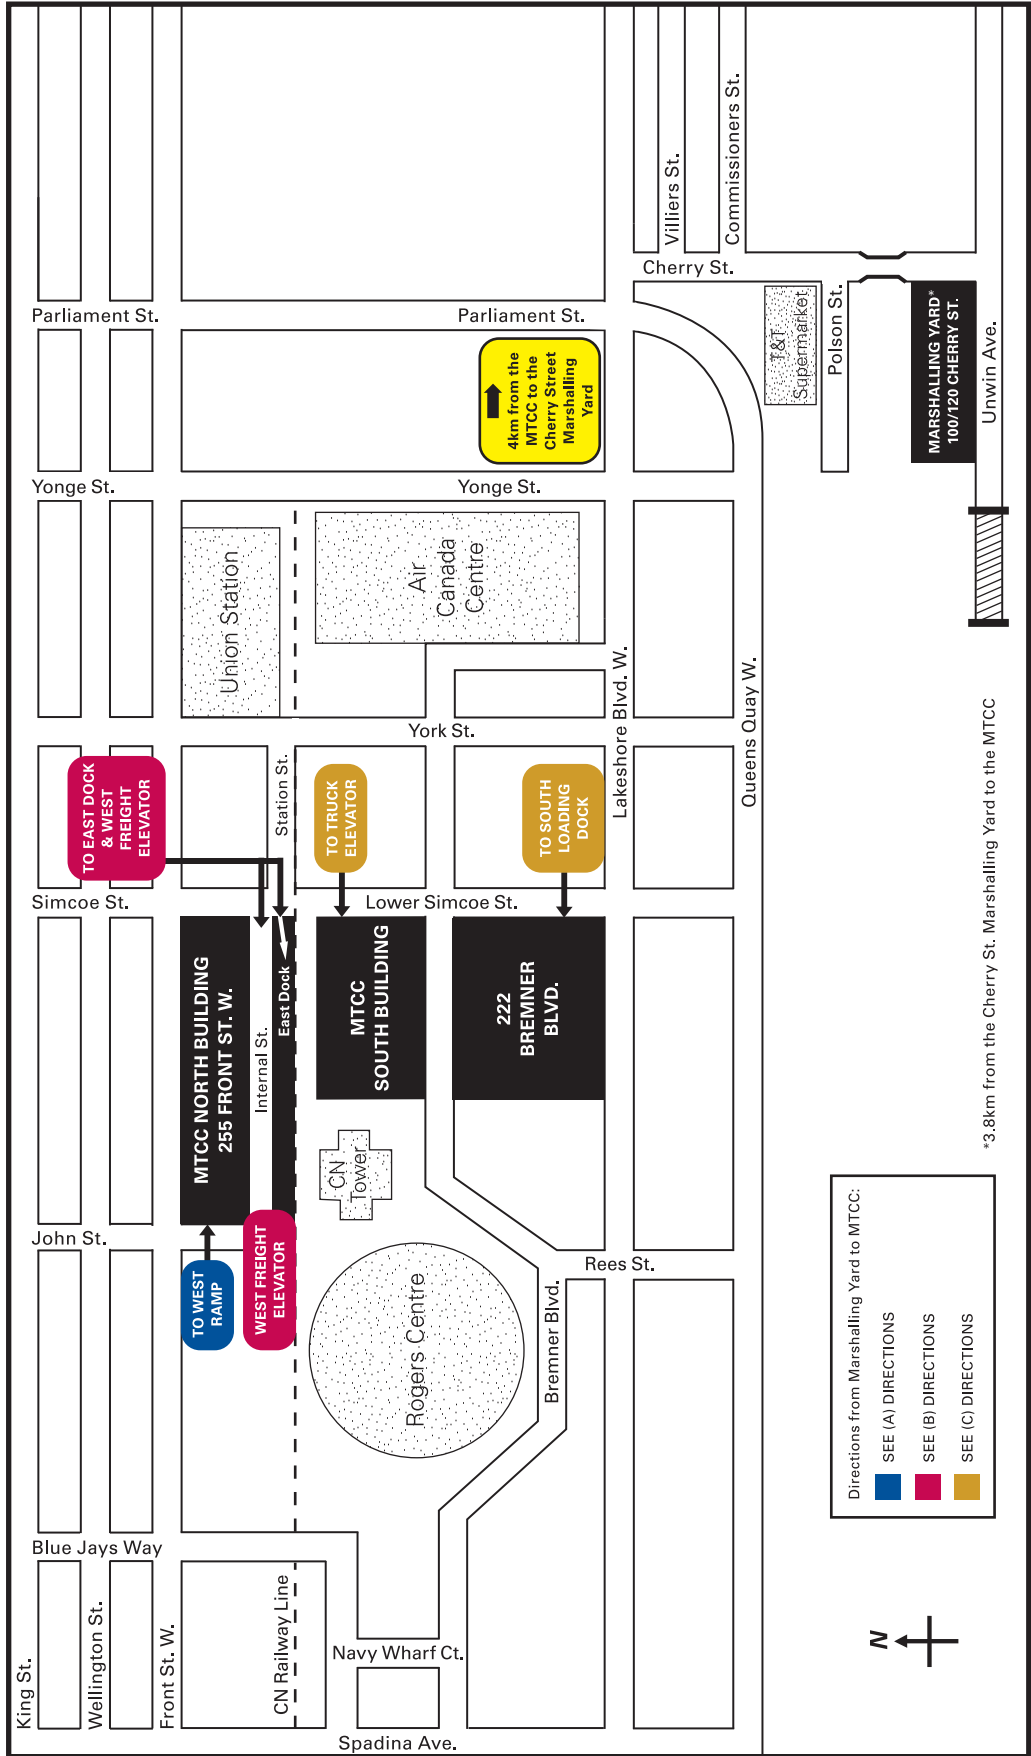 King St.
Wellington St.
Front St. W.
CN Railway Line
Spadina Ave.
Navy Wharf Ct.
Blue Jays Way
John St.
Simcoe St.
Yonge St.
Parliament St.
TO WEST
RAMP
WEST FREIGHT
ELEVATOR
MTCC NORTH BUILDING
255 FRONT ST. W.
Internal St.
East Dock
TO EAST DOCK
& WEST
FREIGHT
ELEVATOR
Station St.
Union Station
Rogers Centre
CN
Tower
MTCC
SOUTH BUILDING
TO TRUCK
ELEVATOR
Lower Simcoe St.
York St.
Air
Canada
Centre
Yonge St.
Parliament St.
4km from the
MTCC to the
Cherry Street
Marshalling
Yard
222
BREMNER
BLVD.
TO SOUTH
LOADING
DOCK
Bremner Blvd.
Rees St.
Lakeshore Blvd. W.
Queens Quay W.
Cherry St.
Villiers St.
Commissioners St.
T&T
Supermarket
Polson St.
MARSHALLING YARD*
100/120 CHERRY ST.
Unwin Ave.
N
Directions from Marshalling Yard to MTCC:
SEE (A) DIRECTIONS
SEE (B) DIRECTIONS
SEE (C) DIRECTIONS
*3.8km from the Cherry St. Marshalling Yard to the MTCC